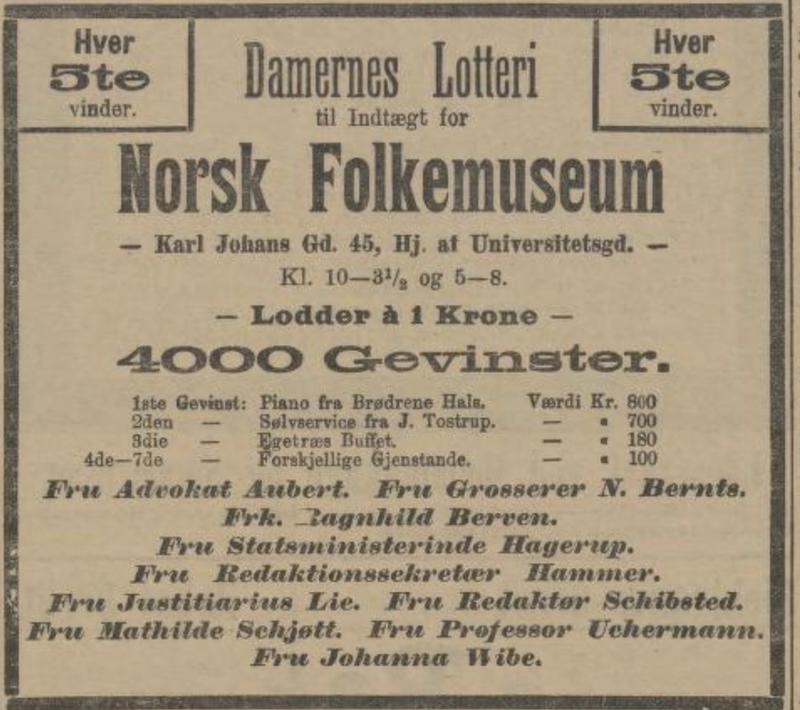 Hver
5te
vinder.
Damernes Lotteri
til Indtægt for
Hver
5te
vinder.
Norsk Folkemuseum
— Karl Johans Gd. 45, Hj. af Universitetsgd. —
Kl. 10—3½ og 5—8.
— Lodder à 1 Krone —
4000 Gevinster.
1ste Gevinst: Piano fra Brødrene Hals. Værdi Kr. 800
2den — Sølvservice fra J. Tostrup. — " 700
3die — Egetræs Buffet. — " 180
4de—7de — Forskjellige Gjenstande. — " 100
Fru Advokat Aubert. Fru Grosserer N. Bernts.
Frk. Ragnhild Berven.
Fru Statsministerinde Hagerup.
Fru Redaktionssekretær Hammer.
Fru Justitiarius Lie. Fru Redaktør Schibsted.
Fru Mathilde Schjøtt. Fru Professor Uchermann.
Fru Johanna Wibe.